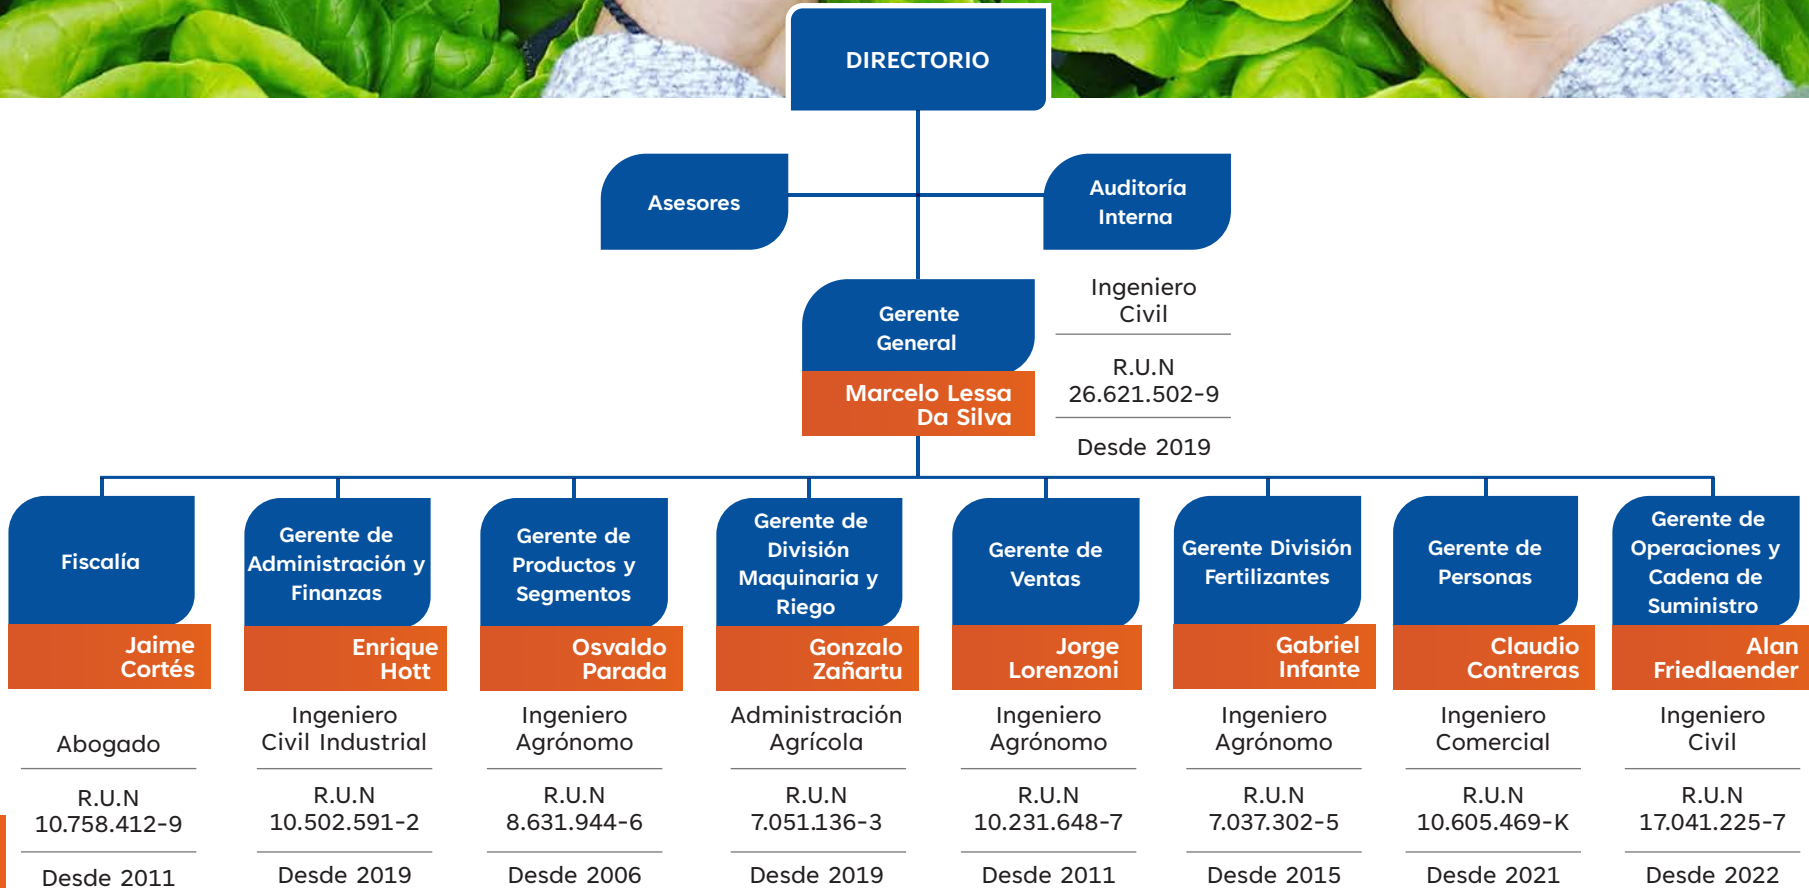 DIRECTORIO
Asesores
Auditoría
Interna
Gerente
General
Marcelo Lessa
Da Silva
Ingeniero
Civil
R.U.N
26.621.502-9
Desde 2019
Fiscalía
Jaime
Cortés
Abogado
R.U.N
10.758.412-9
Desde 2011
Gerente de
Administración y
Finanzas
Enrique
Hott
Ingeniero
Civil Industrial
R.U.N
10.502.591-2
Desde 2019
Gerente de
Productos y
Segmentos
Osvaldo
Parada
Ingeniero
Agrónomo
R.U.N
8.631.944-6
Desde 2006
Gerente de
División
Maquinaria y
Riego
Gonzalo
Zañartu
Administración
Agrícola
R.U.N
7.051.136-3
Desde 2019
Gerente de
Ventas
Jorge
Lorenzoni
Ingeniero
Agrónomo
R.U.N
10.231.648-7
Desde 2011
Gerente División
Fertilizantes
Gabriel
Infante
Ingeniero
Agrónomo
R.U.N
7.037.302-5
Desde 2015
Gerente de
Personas
Claudio
Contreras
Ingeniero
Comercial
R.U.N
10.605.469-K
Desde 2021
Gerente de
Operaciones y
Cadena de
Suministro
Alan
Friedlaender
Ingeniero
Civil
R.U.N
17.041.225-7
Desde 2022